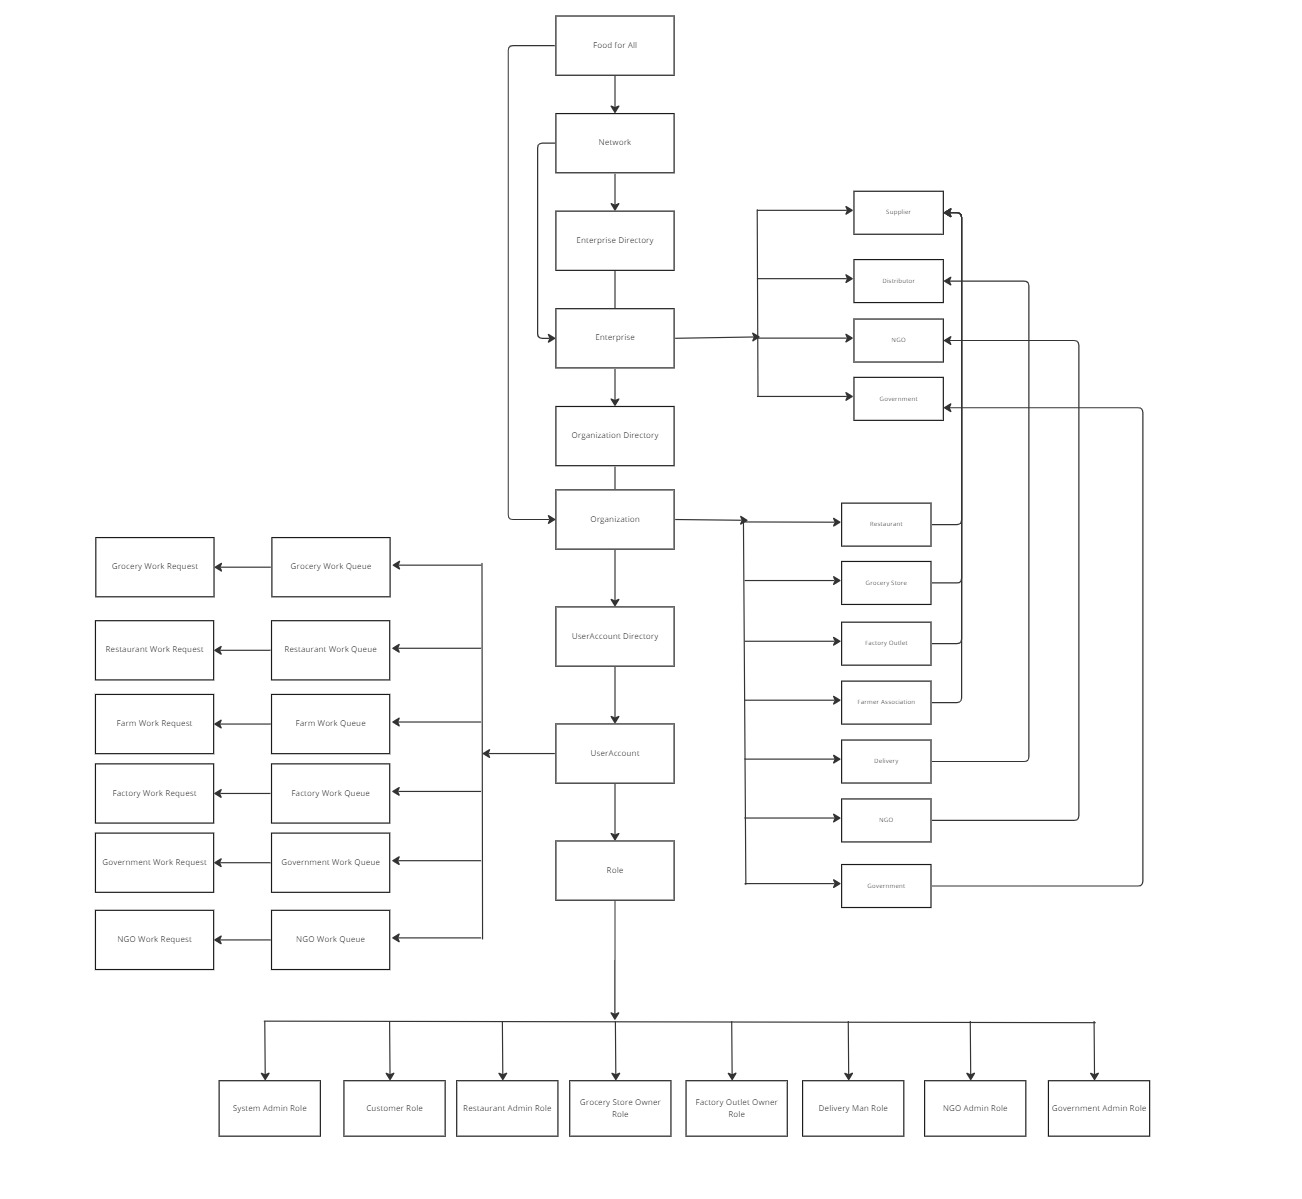 Food for All
Network
Supplier
Enterprise Directory
Distributor
Enterprise
NGO
Government
Organization Directory
Organization
Restaurant
Grocery Work Request
Grocery Work Queue
Grocery Store
UserAccount Directory
Factory Outlet
Restaurant Work Request
Restaurant Work Queue
Farmer Association
Farm Work Request
Farm Work Queue
UserAccount
Delivery
Factory Work Request
Factory Work Queue
NGO
Government Work Request
Government Work Queue
Role
Government
NGO Work Request
NGO Work Queue
System Admin Role
Customer Role
Restaurant Admin Role
Grocery Store Owner
Role
Factory Outlet Owner
Role
Delivery Man Role
NGO Admin Role
Government Admin Role